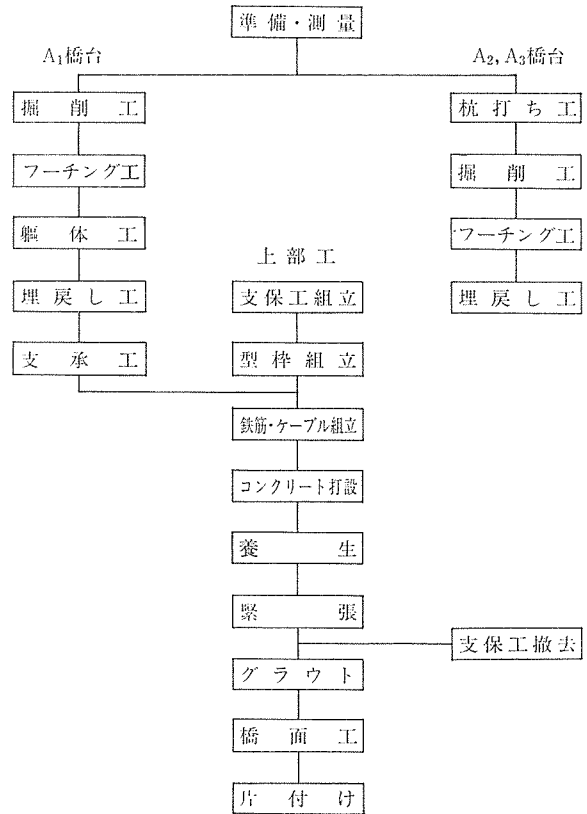 準備・測量
A₁橋台
掘削工
フーチング工
軀体工
埋戻し工
支承工
A₂, A₃橋台
杭打ち工
掘削工
フーチング工
埋戻し工
上部工
支保工組立
型枠組立
鉄筋・ケーブル組立
コンクリート打設
養生
緊張
支保工撤去
グラウト
橋面工
片付け